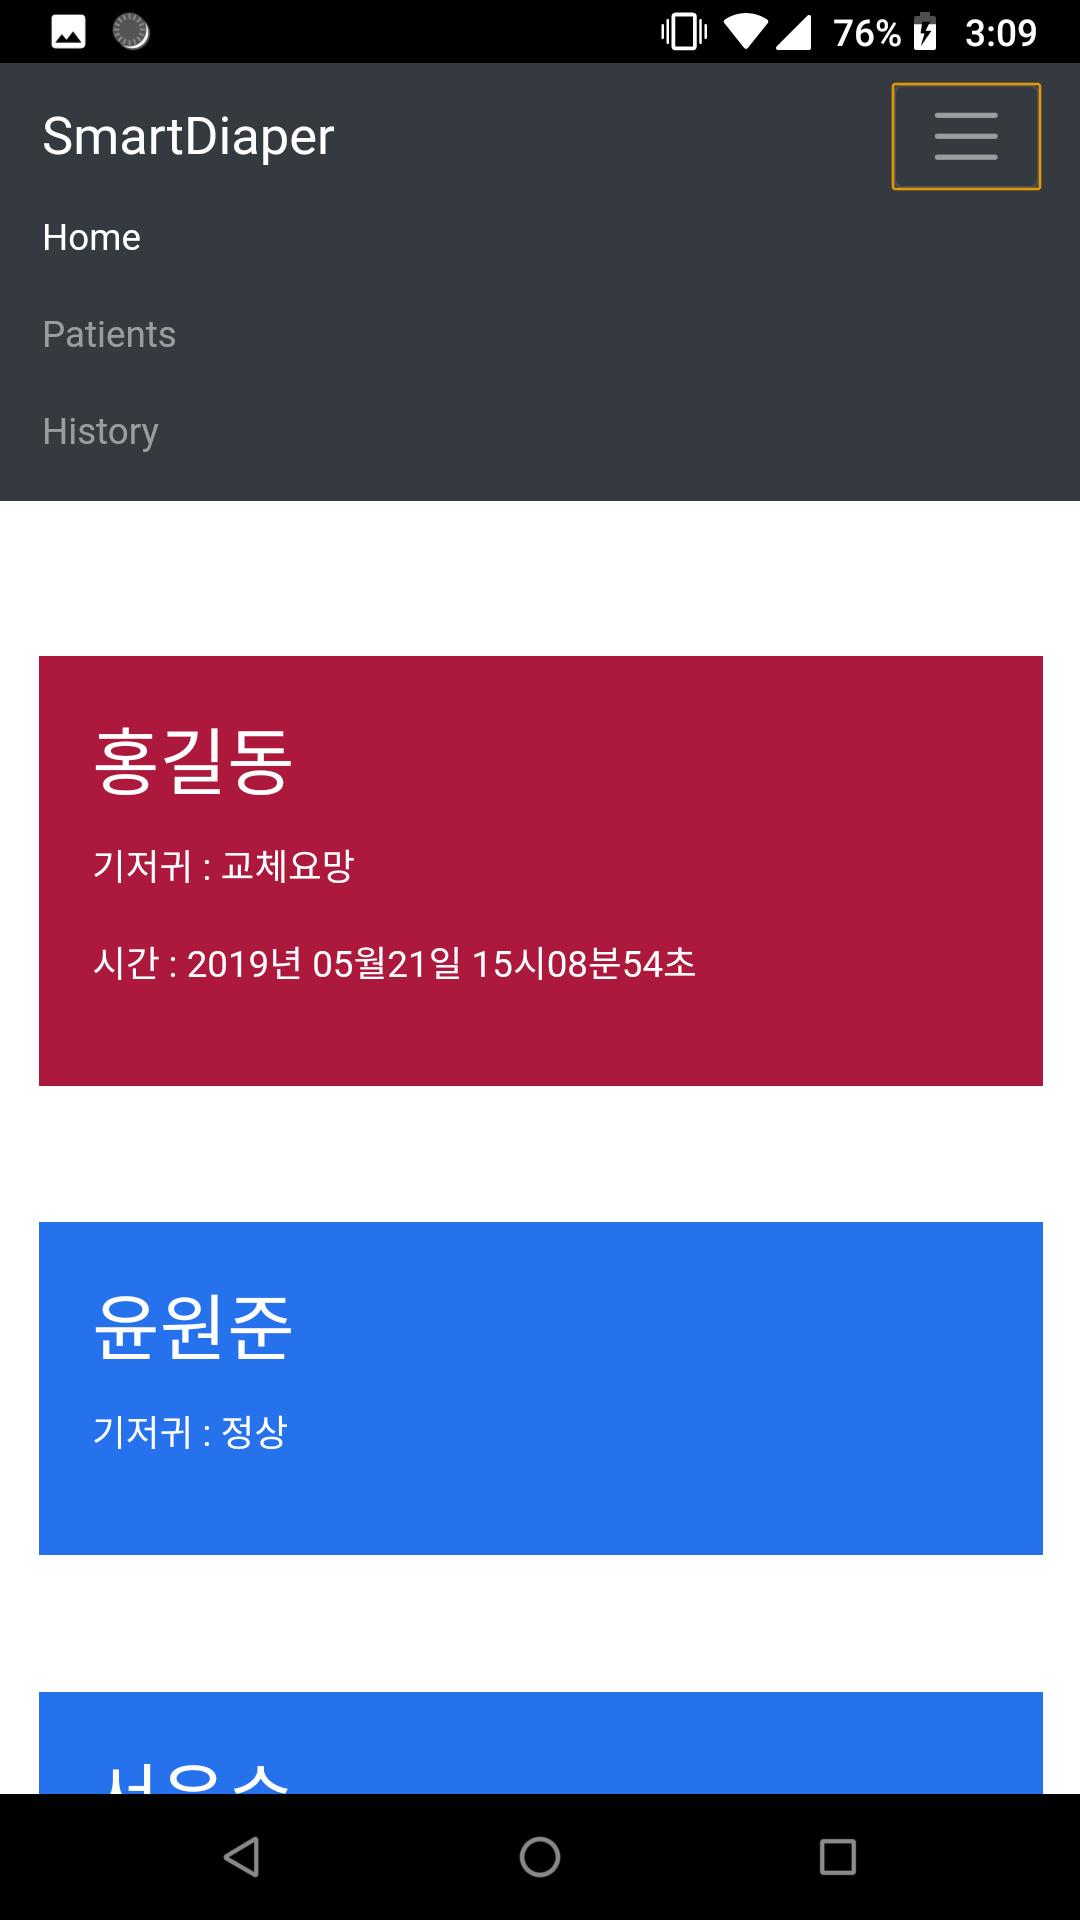 76% 3:09
SmartDiaper
Home
Patients
History
홍길동
기저귀 : 교체요망
시간 : 2019년 05월21일 15시08분54초
윤원준
기저귀 : 정상